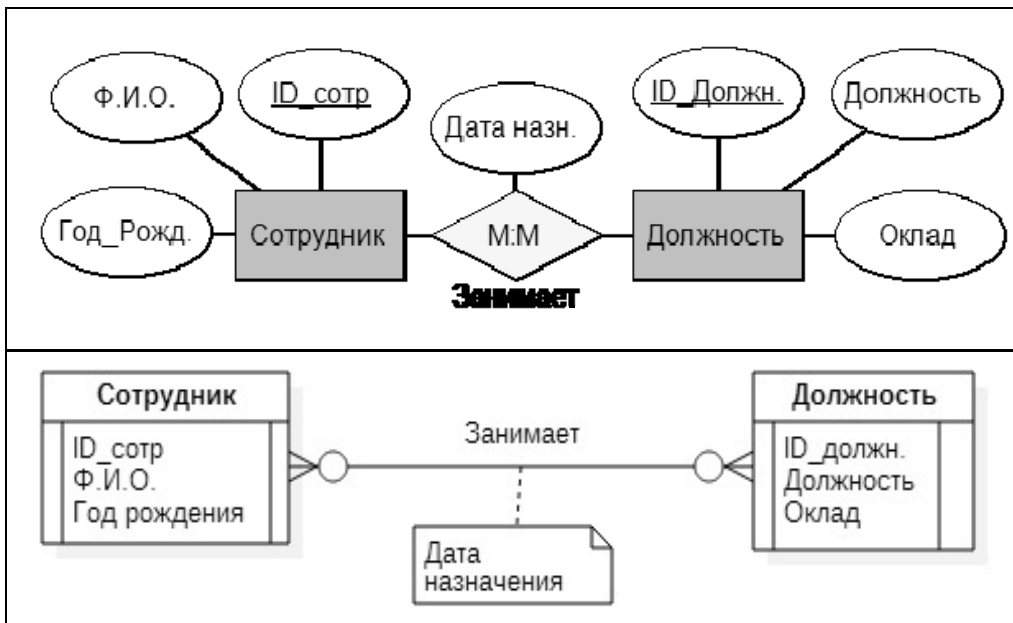 Ф.И.О.
ID_сотр
Дата назн.
ID_Должн.
Должность
Год_Рожд.
Сотрудник
М:М
Должность
Оклад
Занимает
Сотрудник
ID_сотр
Ф.И.О.
Год рождения
Занимает
Дата
назначения
Должность
ID_должн.
Должность
Оклад